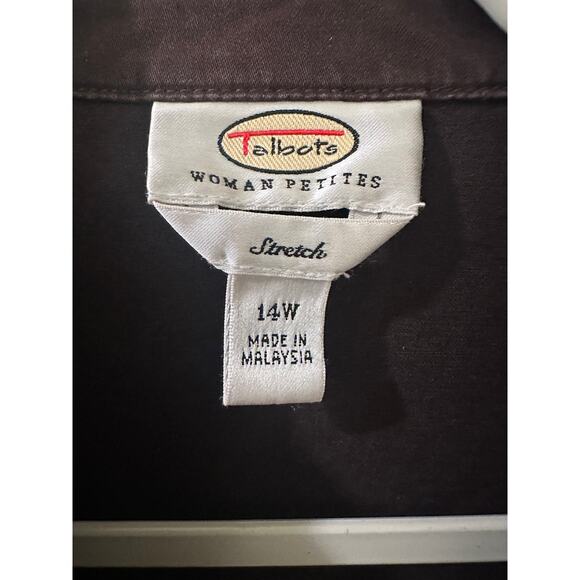 Talbots
WOMAN PETITES
Stretch
14W
MADE IN
MALAYSIA